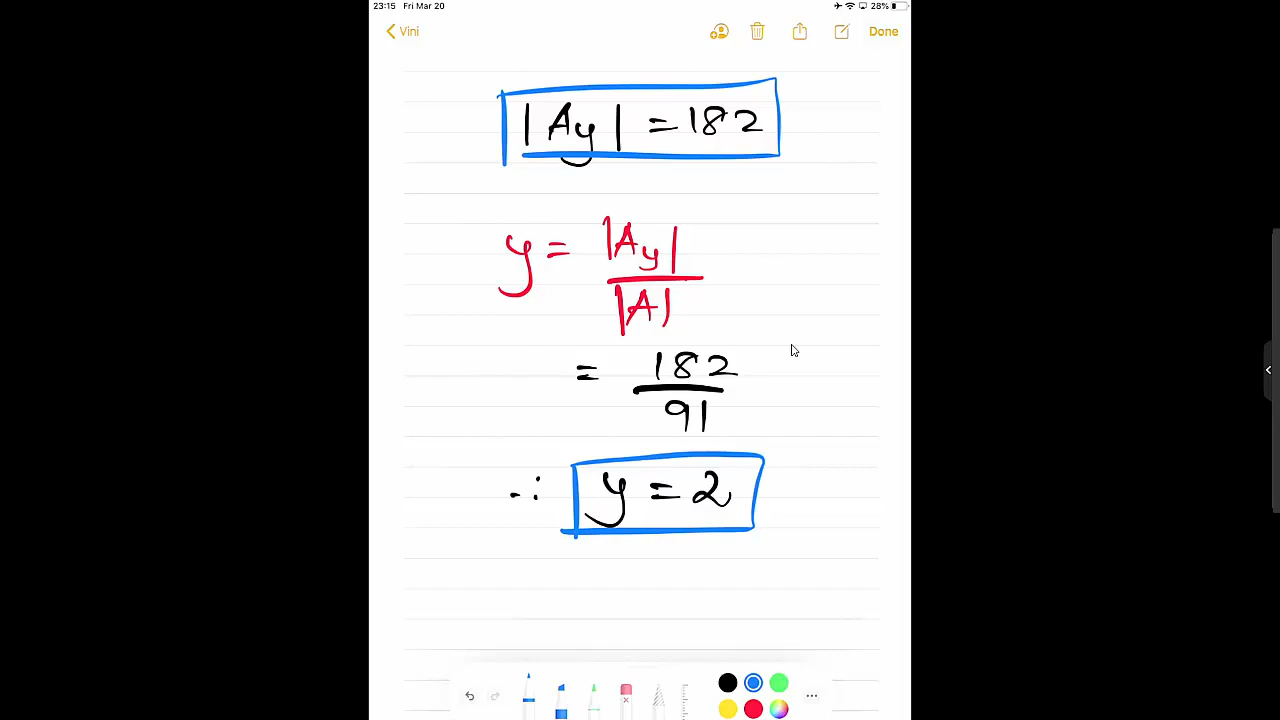 23:15 Fri Mar 20 28%
Vini Done
|Ay| = 182
y = |Ay|
|A|
= 182
91
∴ y = 2